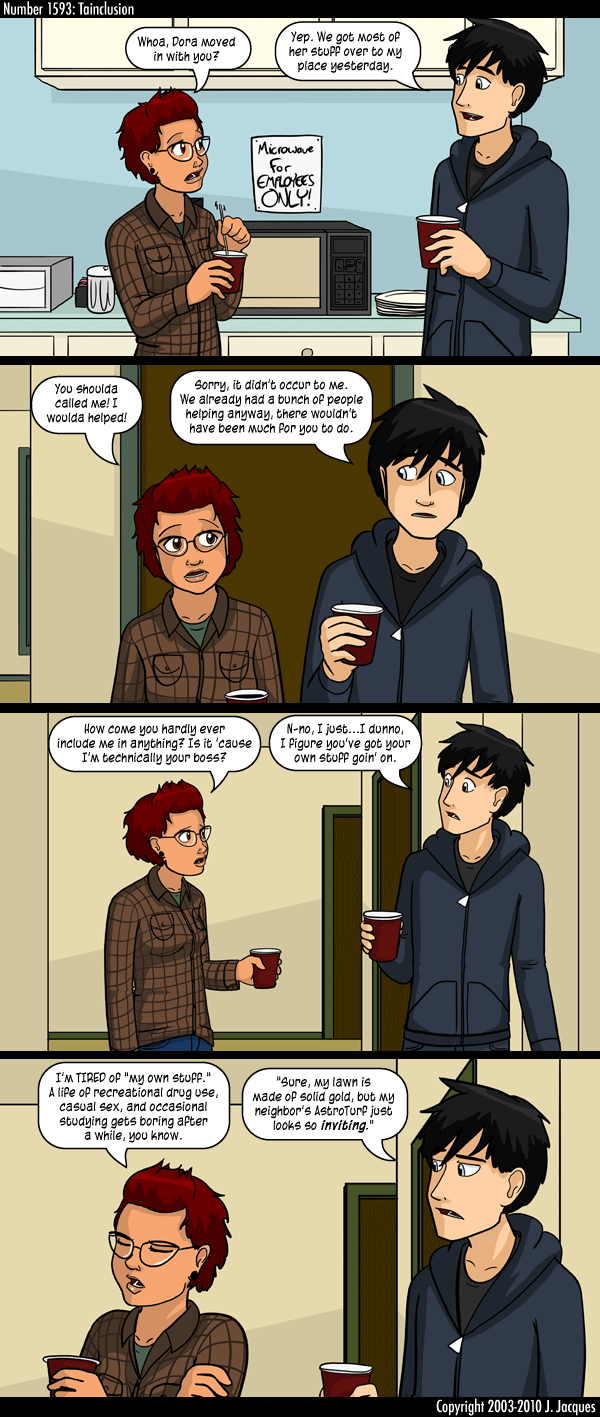 Number 1593: Tainclusion
Whoa, Dora moved
in with you?
Yep. We got most of
her stuff over to my
place yesterday.
Microwave
For
EMPLOYEES
ONLY!
You shoulda
called me! I
woulda helped!
Sorry, it didn't occur to me.
We already had a bunch of people
helping anyway, there wouldn't
have been much for you to do.
How come you hardly ever
include me in anything? Is it 'cause
I'm technically your boss?
N-no, I just...I dunno,
I figure you've got your
own stuff goin' on.
I'm TIRED of "my own stuff."
A life of recreational drug use,
casual sex, and occasional
studying gets boring after
a while, you know.
"Sure, my lawn is
made of solid gold, but my
neighbor's AstroTurf just
looks so inviting."
Copyright 2003-2010 J. Jacques